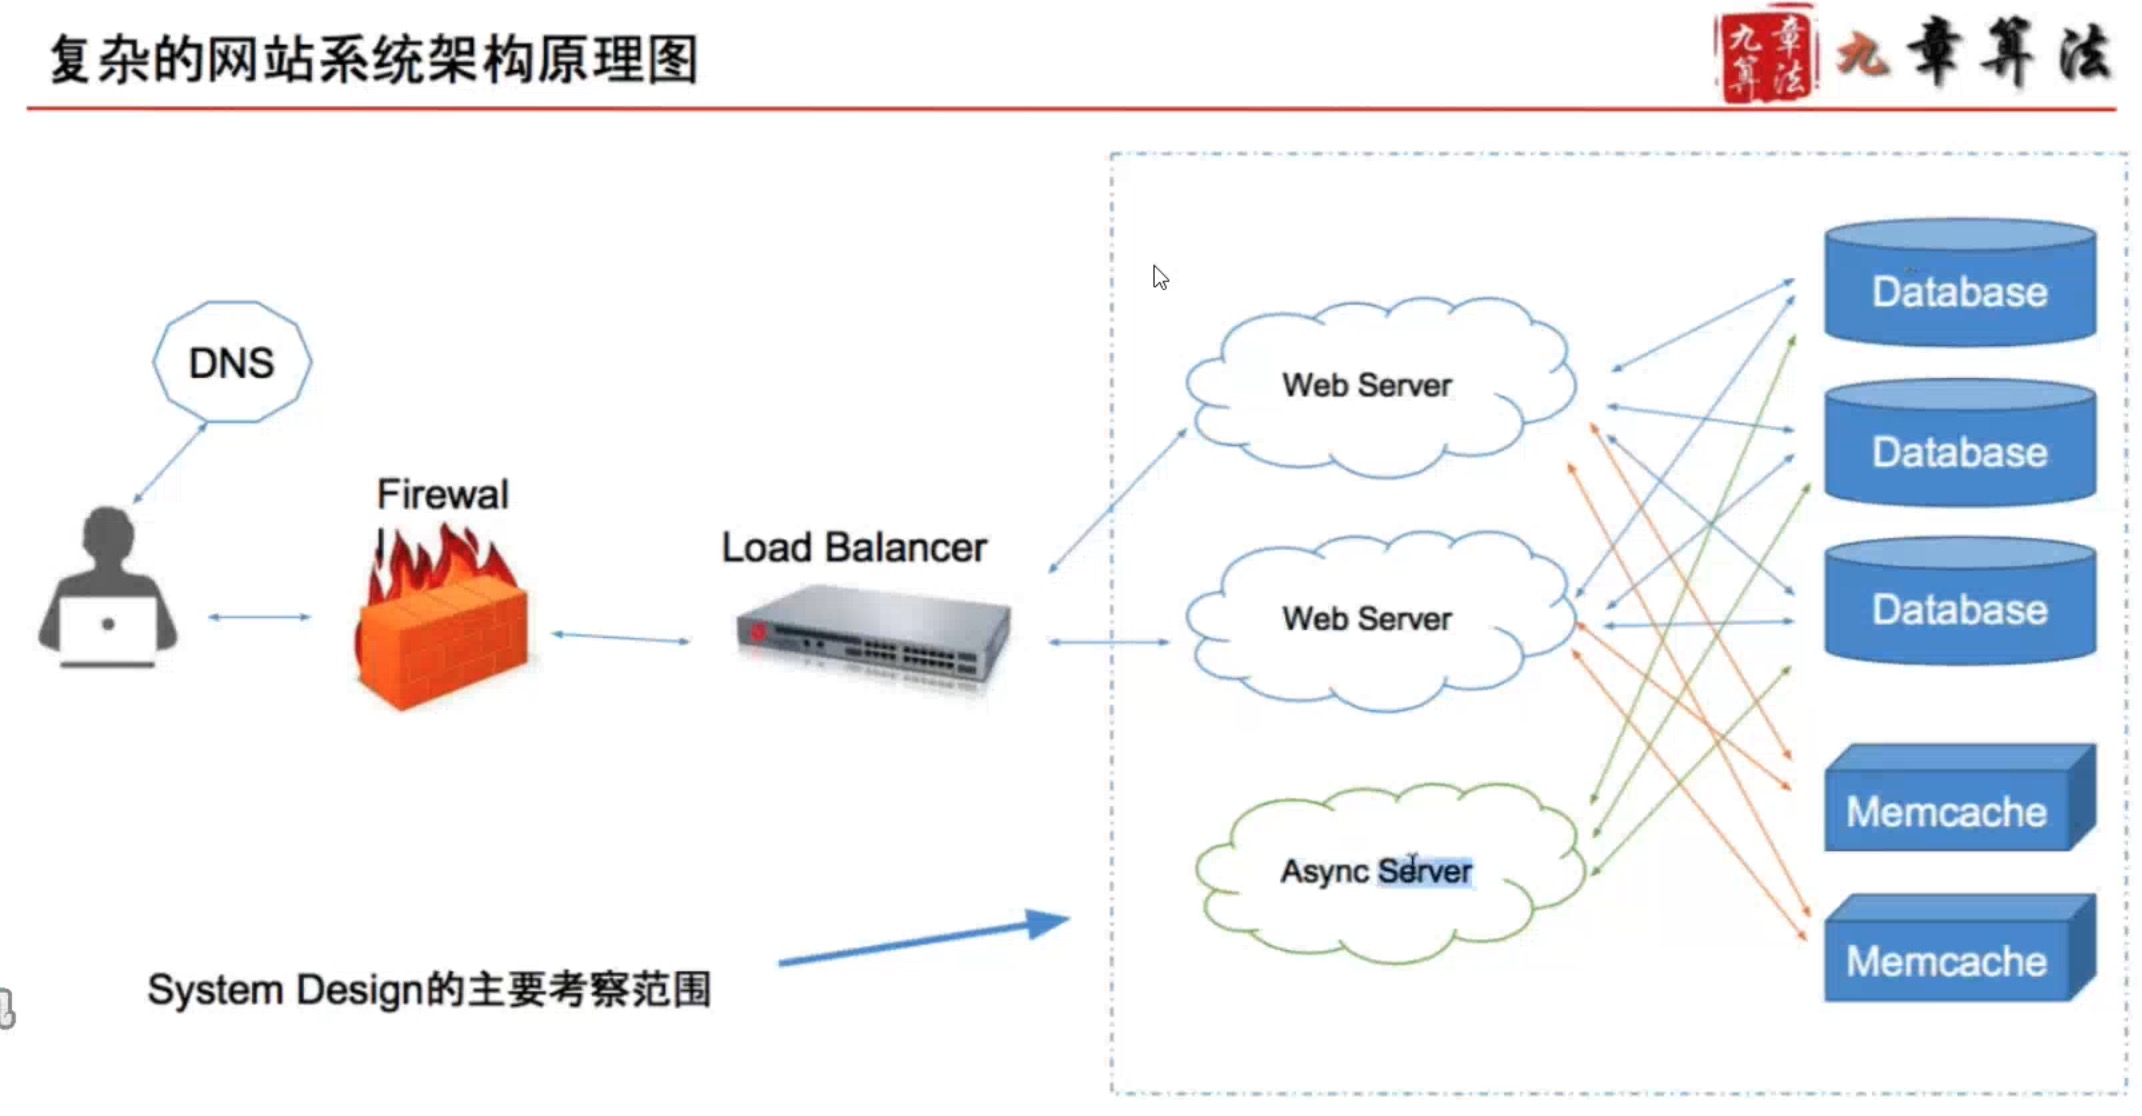 复杂的网站系统架构原理图
九章
算法
九章算法
DNS
Firewal
l
Load Balancer
Web Server
Web Server
Async Server
Database
Database
Database
Memcache
Memcache
System Design的主要考察范围